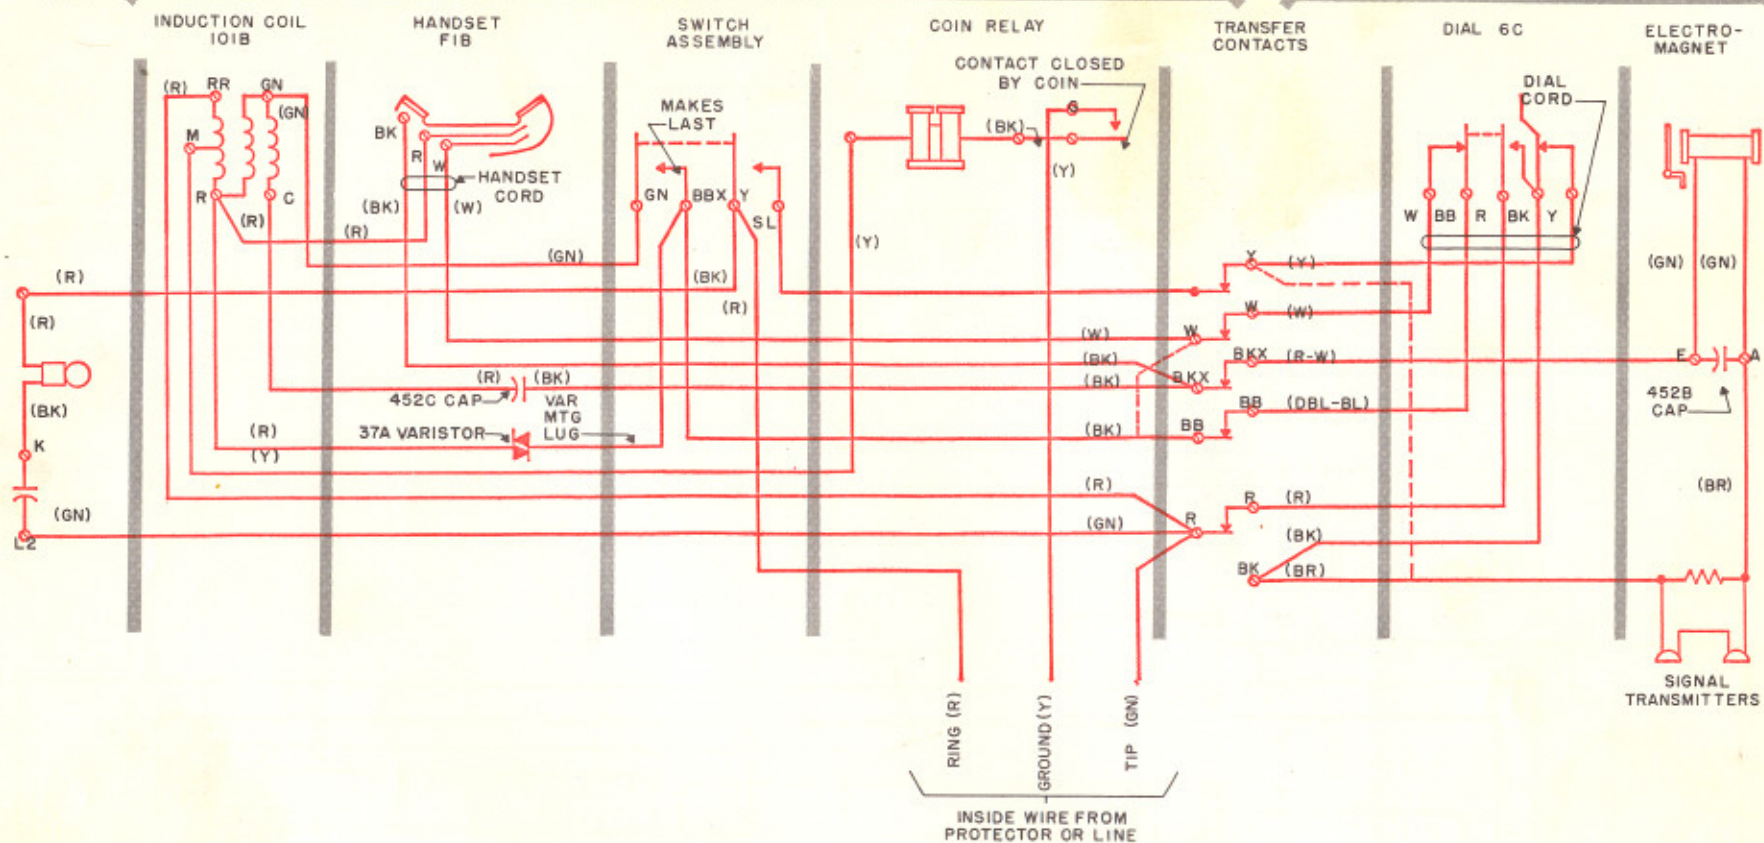 INDUCTION COIL
101B
HANDSET
F1B
SWITCH
ASSEMBLY
COIN RELAY
TRANSFER
CONTACTS
DIAL 6C
ELECTRO-
MAGNET
(R) RR GN
(GN)
M
R C
(R)
(R)
BK
R
W
HANDSET
CORD
(BK)
(W)
(GN)
MAKES
LAST
GN BBX Y
SL
(BK)
(R)
CONTACT CLOSED
BY COIN
G
(BK)
(Y)
(Y)
DIAL
CORD
W BB R BK Y
(GN) (GN)
(R)
(R)
(BK)
K
(GN)
L2
X (Y)
W (W)
(W) W
BKX (R-W)
(BK)
(BK) BKX
BB (DBL-BL)
(BK) BB
E A
452B
CAP
(R) (BK)
452C CAP
VAR
MTG
LUG
37A VARISTOR
(R)
(Y)
(R)
(GN) R
R (R)
(BK)
BK (BR)
(BR)
SIGNAL
TRANSMITTERS
RING (R)
GROUND (Y)
TIP (GN)
INSIDE WIRE FROM
PROTECTOR OR LINE